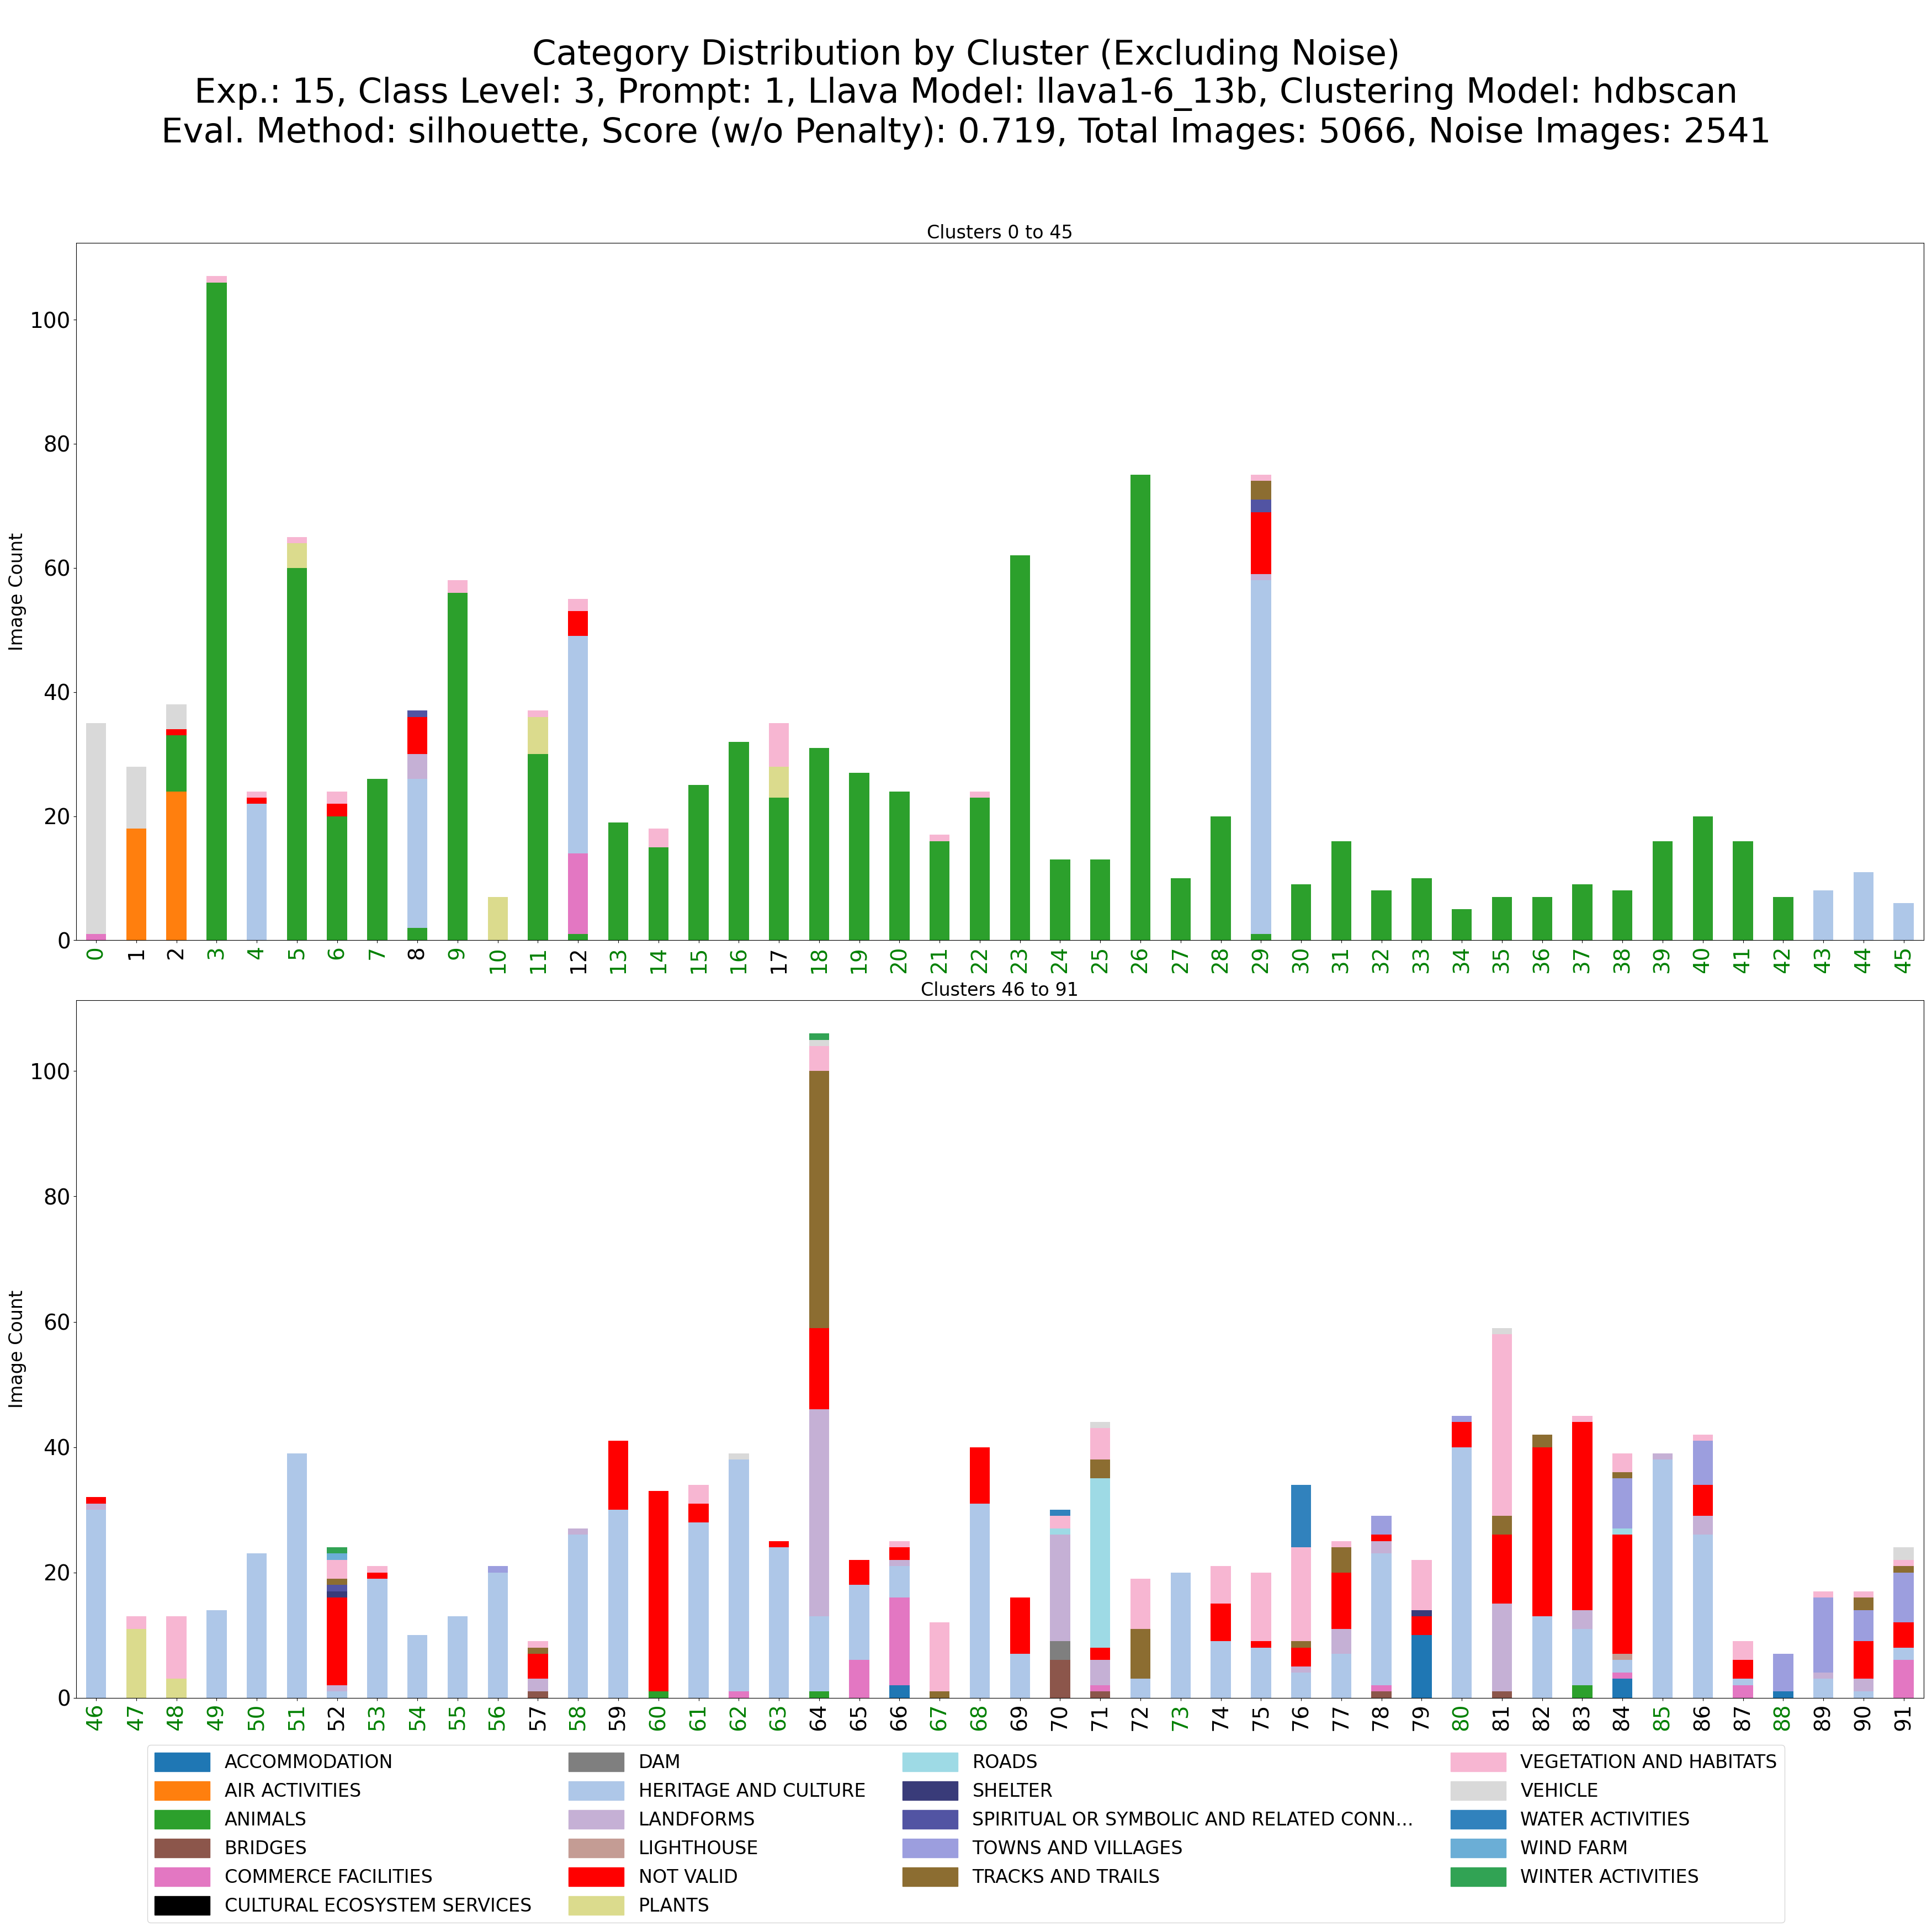 Category Distribution by Cluster (Excluding Noise)
Exp.: 15, Class Level: 3, Prompt: 1, Llava Model: llava1-6_13b, Clustering Model: hdbscan
Eval. Method: silhouette, Score (w/o Penalty): 0.719, Total Images: 5066, Noise Images: 2541
Clusters 0 to 45
Image Count
100
80
60
40
20
0
0 1 2 3 4 5 6 7 8 9 10 11 12 13 14 15 16 17 18 19 20 21 22 23 24 25 26 27 28 29 30 31 32 33 34 35 36 37 38 39 40 41 42 43 44 45
Clusters 46 to 91
Image Count
100
80
60
40
20
0
46 47 48 49 50 51 52 53 54 55 56 57 58 59 60 61 62 63 64 65 66 67 68 69 70 71 72 73 74 75 76 77 78 79 80 81 82 83 84 85 86 87 88 89 90 91
ACCOMMODATION
AIR ACTIVITIES
ANIMALS
BRIDGES
COMMERCE FACILITIES
CULTURAL ECOSYSTEM SERVICES
DAM
HERITAGE AND CULTURE
LANDFORMS
LIGHTHOUSE
NOT VALID
PLANTS
ROADS
SHELTER
SPIRITUAL OR SYMBOLIC AND RELATED CONN...
TOWNS AND VILLAGES
TRACKS AND TRAILS
VEGETATION AND HABITATS
VEHICLE
WATER ACTIVITIES
WIND FARM
WINTER ACTIVITIES